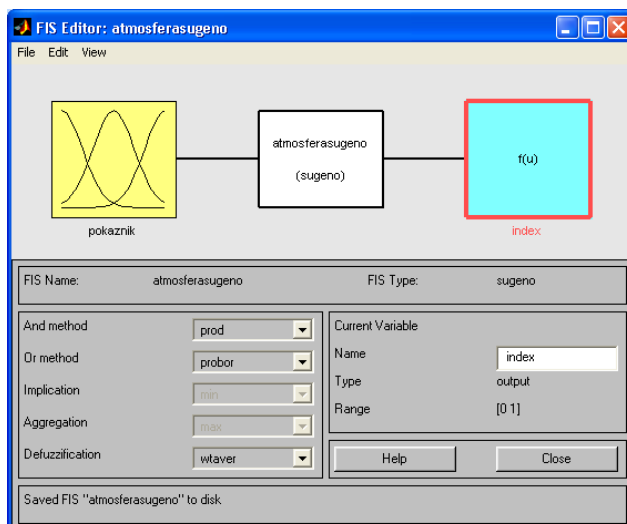 FIS Editor: atmosferasugeno
File Edit View
atmosferasugeno
(sugeno)
f(u)
pokaznik
index
FIS Name: atmosferasugeno FIS Type: sugeno
And method prod
Or method probor
Implication min
Aggregation max
Defuzzification wtaver
Current Variable
Name index
Type output
Range [0 1]
Help Close
Saved FIS "atmosferasugeno" to disk